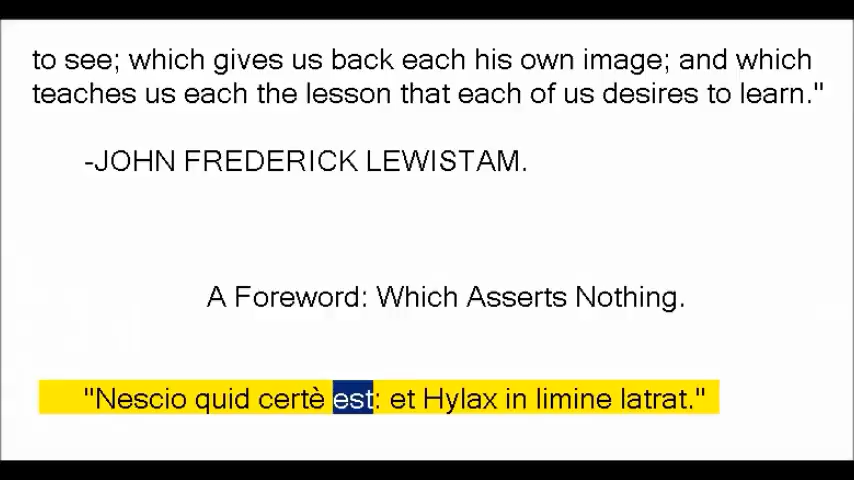 to see; which gives us back each his own image; and which
teaches us each the lesson that each of us desires to learn."
-JOHN FREDERICK LEWISTAM.
A Foreword: Which Asserts Nothing.
"Nescio quid certè est: et Hylax in limine latrat."